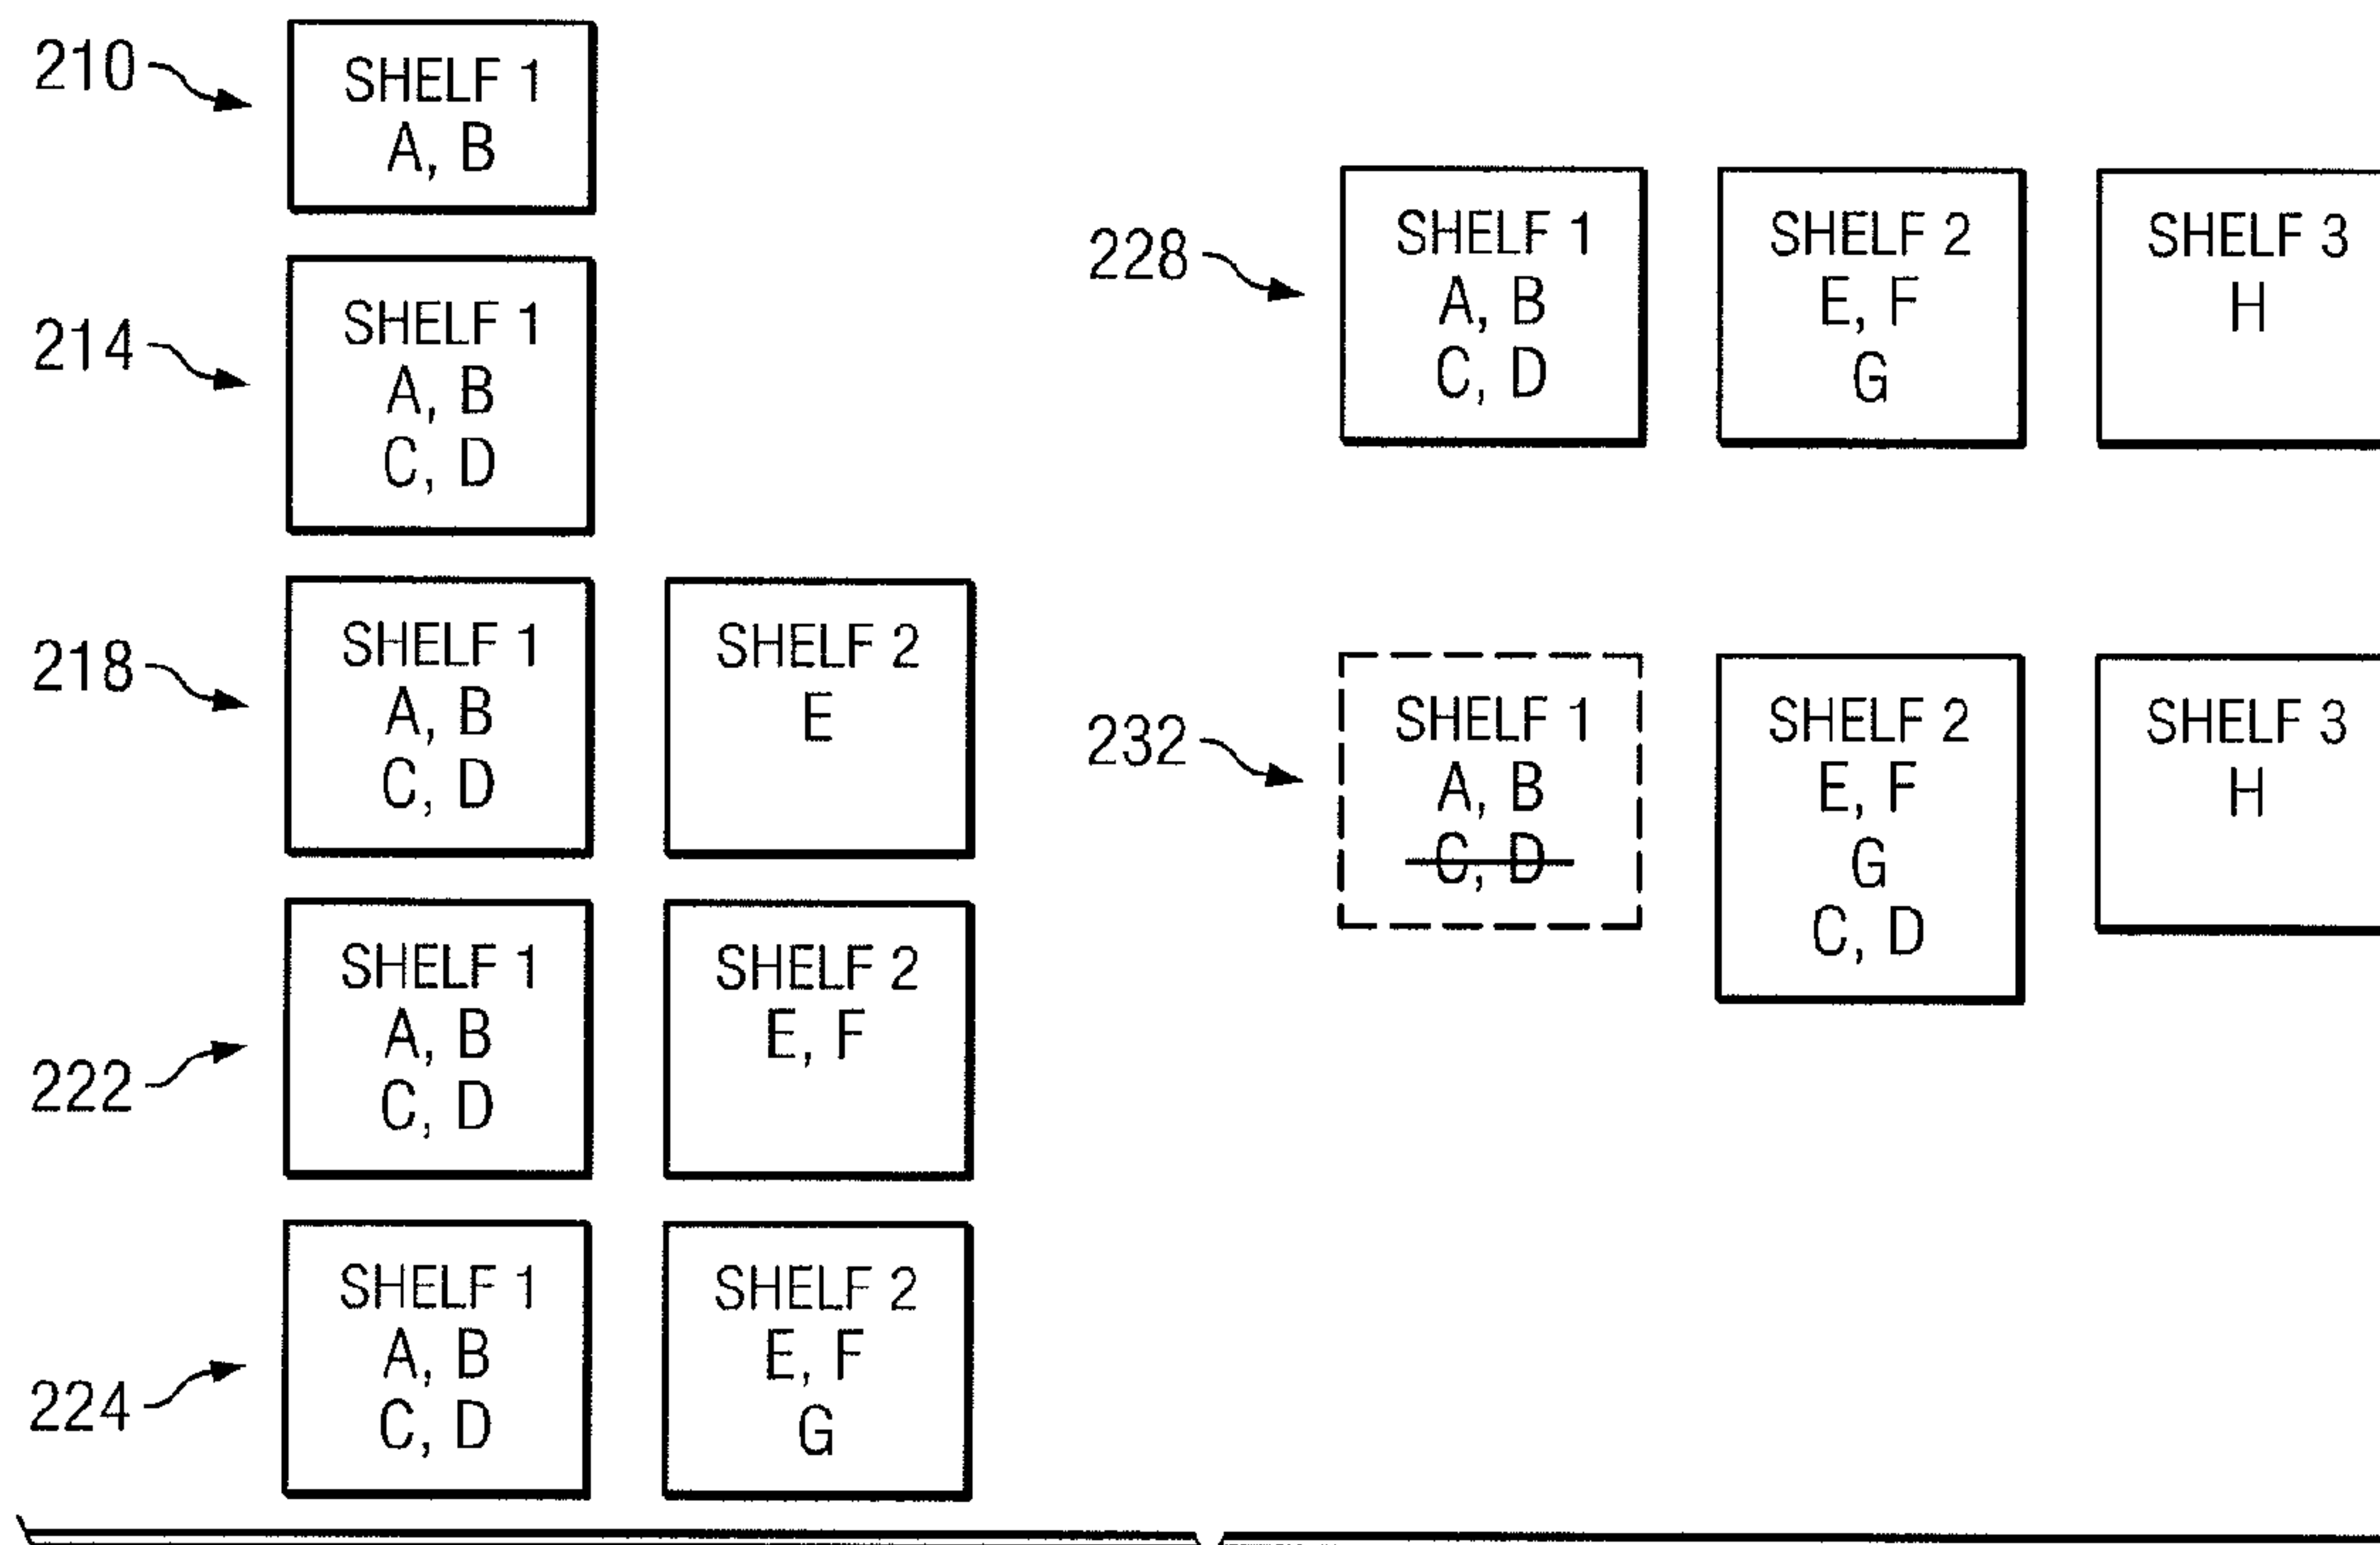 210
SHELF 1
A, B
214
SHELF 1
A, B
C, D
218
SHELF 1
A, B
C, D
SHELF 2
E
222
SHELF 1
A, B
C, D
SHELF 2
E, F
224
SHELF 1
A, B
C, D
SHELF 2
E, F
G
228
SHELF 1
A, B
C, D
SHELF 2
E, F
G
SHELF 3
H
232
SHELF 1
A, B
C, D
SHELF 2
E, F
G
C, D
SHELF 3
H